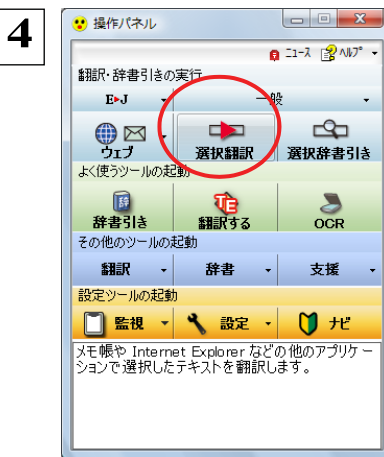 4
操作パネル
ニュース ヘルプ
翻訳・辞書引きの実行
E▸J 一般
ウェブ 選択翻訳 選択辞書引き
よく使うツールの起動
辞書引き 翻訳する OCR
その他のツールの起動
翻訳 辞書 支援
設定ツールの起動
監視 設定 ナビ
メモ帳や Internet Explorer などの他のアプリケー
ションで選択したテキストを翻訳します。